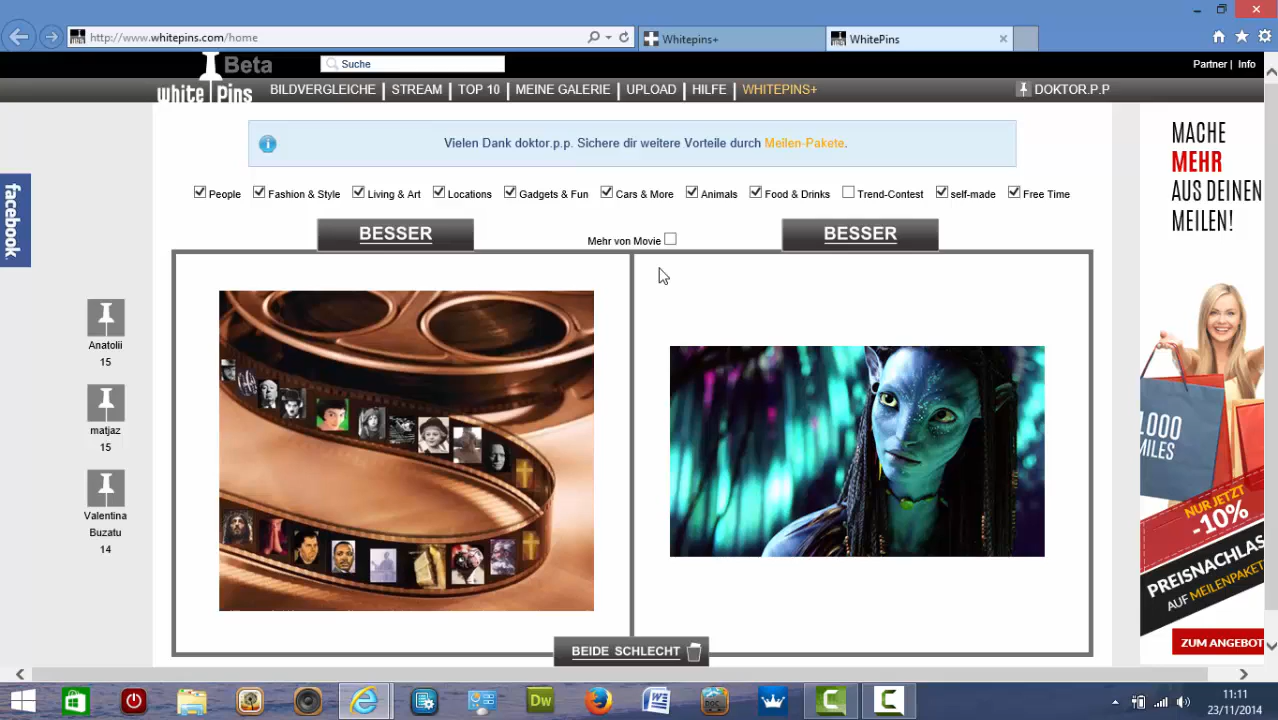 http://www.whitepins.com/home
Whitepins+
WhitePins
Beta
white Pins
Suche
Partner | Info
BILDVERGLEICHE | STREAM | TOP 10 | MEINE GALERIE | UPLOAD | HILFE | WHITEPINS+
DOKTOR.P.P
Vielen Dank doktor.p.p. Sichere dir weitere Vorteile durch Meilen-Pakete.
People Fashion & Style Living & Art Locations Gadgets & Fun Cars & More Animals Food & Drinks Trend-Contest self-made Free Time
BESSER
Mehr von Movie
BESSER
facebook
Anatolii
15
matjaz
15
Valentina
Buzatu
14
BEIDE SCHLECHT
MACHE
MEHR
AUS DEINEN
MEILEN!
1,000
MILES
NUR JETZT
-10%
PREISNACHLAS
AUF MEILENPAKET
ZUM ANGEBOT
Dw
DOC
11:11
23/11/2014